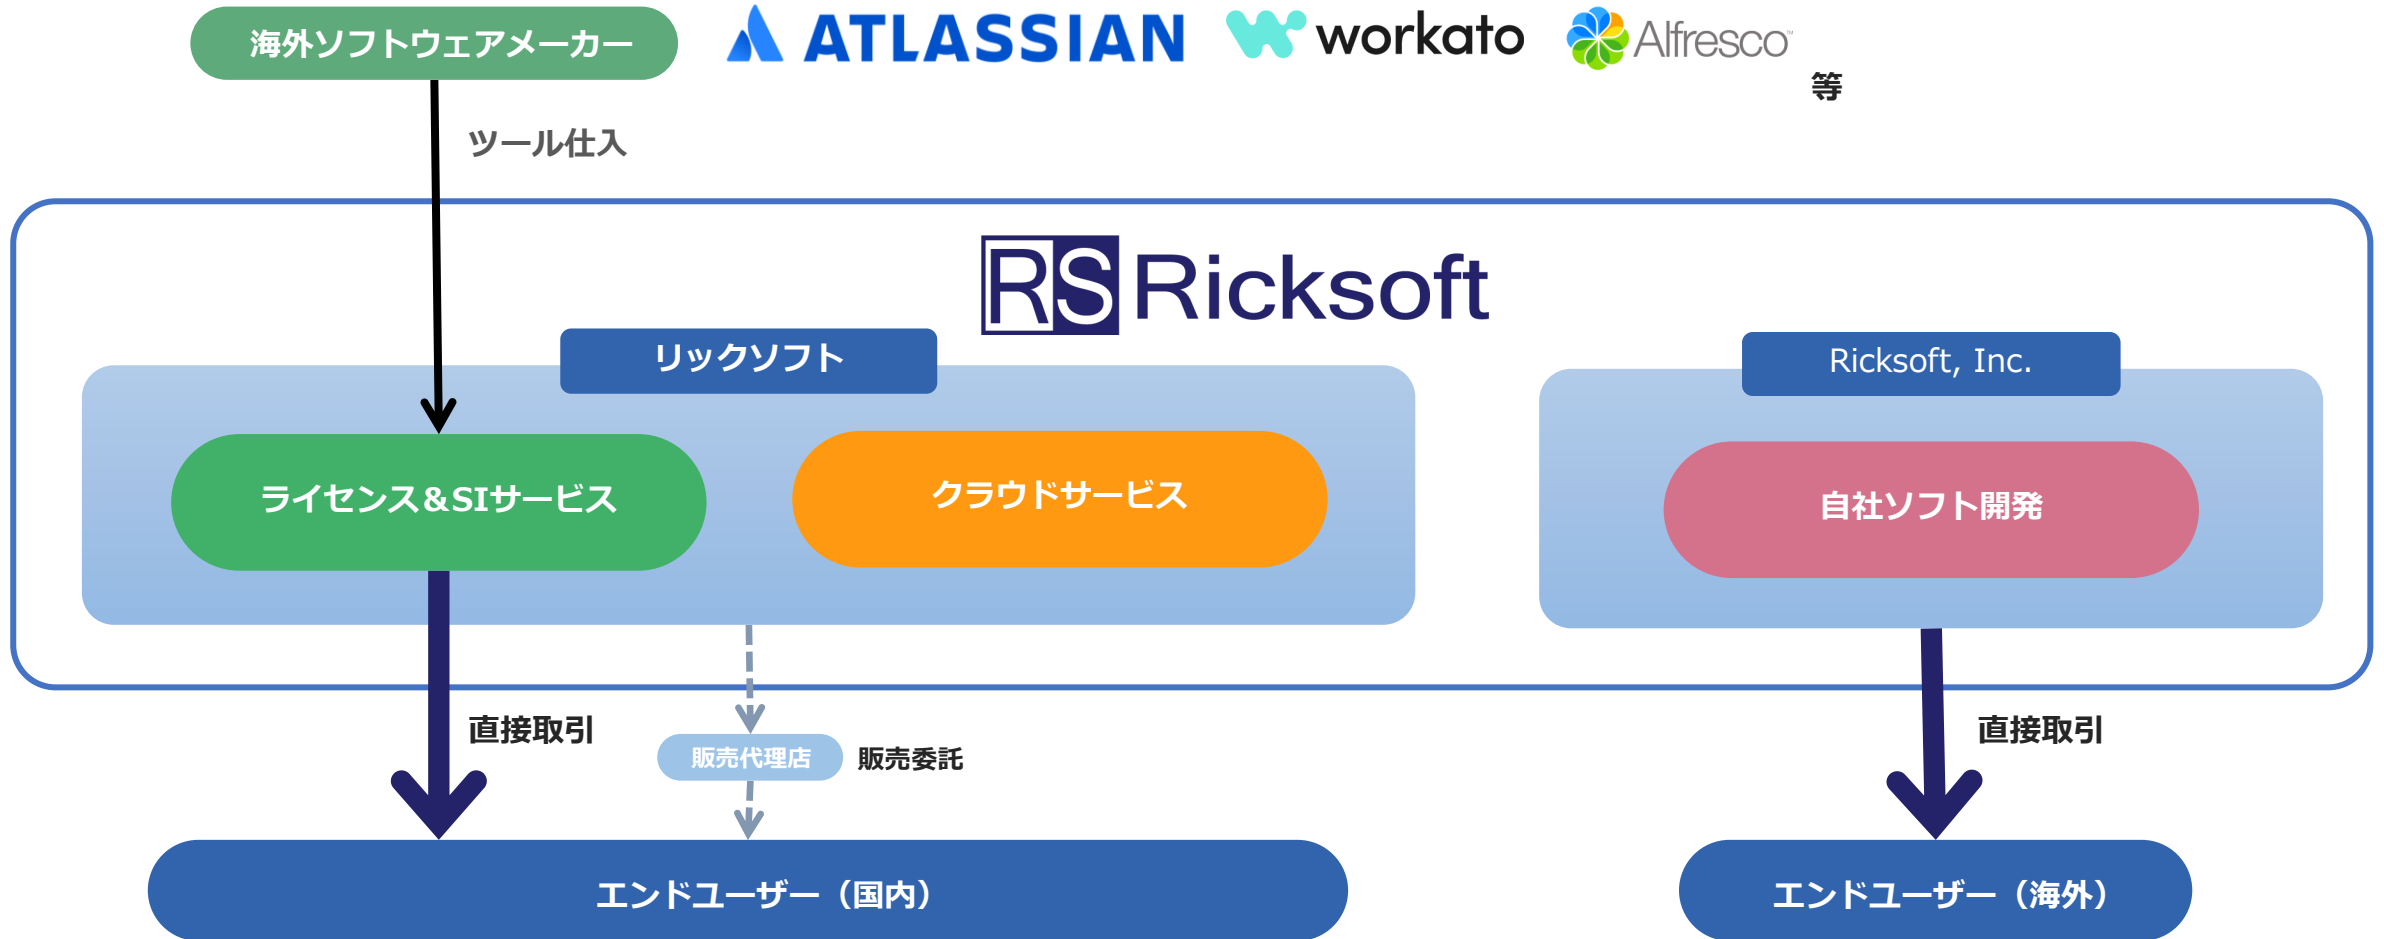 海外ソフトウェアメーカー
ATLASSIAN
workato
Alfresco™
等
ツール仕入
RS Ricksoft
リックソフト
Ricksoft, Inc.
ライセンス&SIサービス
クラウドサービス
自社ソフト開発
直接取引
販売代理店
販売委託
直接取引
エンドユーザー（国内）
エンドユーザー（海外）